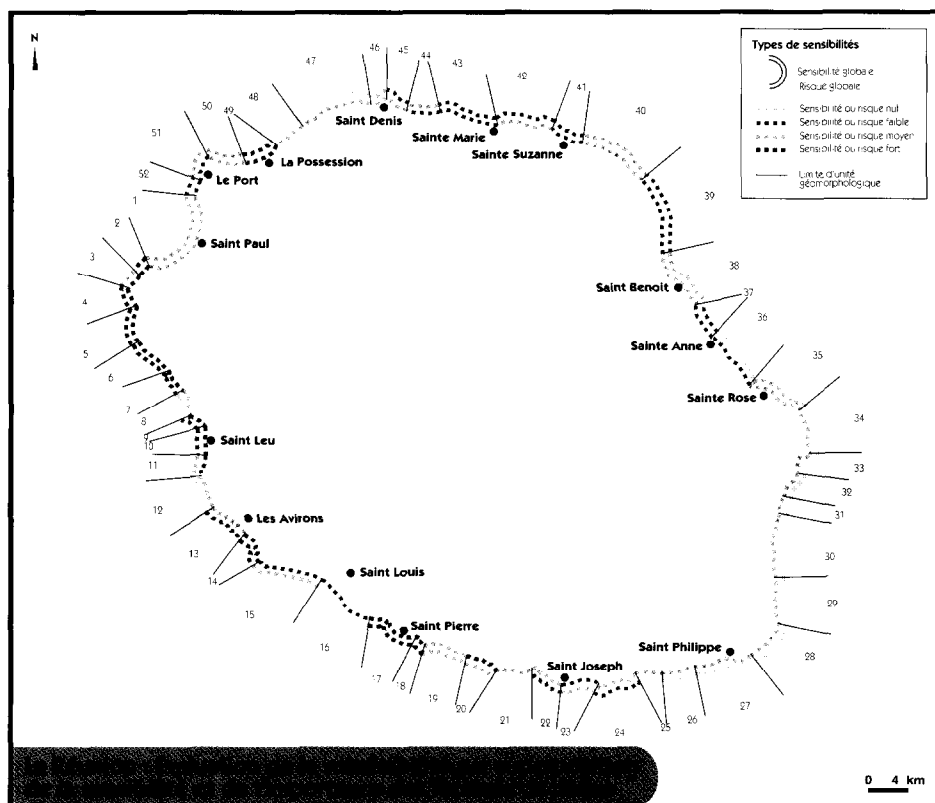 N
47
46
45
44
43
42
41
40
39
38
37
36
35
34
33
32
31
30
29
28
27
26
25
24
23
22
21
20
19
18
17
16
15
14
13
12
11
10
9
8
7
6
5
4
3
2
1
52
51
50
49
48
Saint Denis
Sainte Marie
Sainte Suzanne
La Possession
Le Port
Saint Paul
Saint Benoit
Sainte Anne
Sainte Rose
Saint Leu
Les Avirons
Saint Louis
Saint Pierre
Saint Joseph
Saint Philippe
Types de sensibilités
Sensibilité globale
Risque globale
Sensibilité ou risque nul
Sensibilité ou risque faible
Sensibilité ou risque moyen
Sensibilité ou risque fort
Limite d'unité
géomorphologique
0 4 km